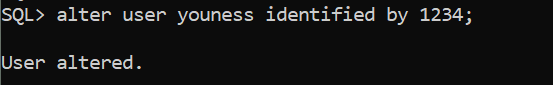 SQL> alter user youness identified by 1234;
User altered.